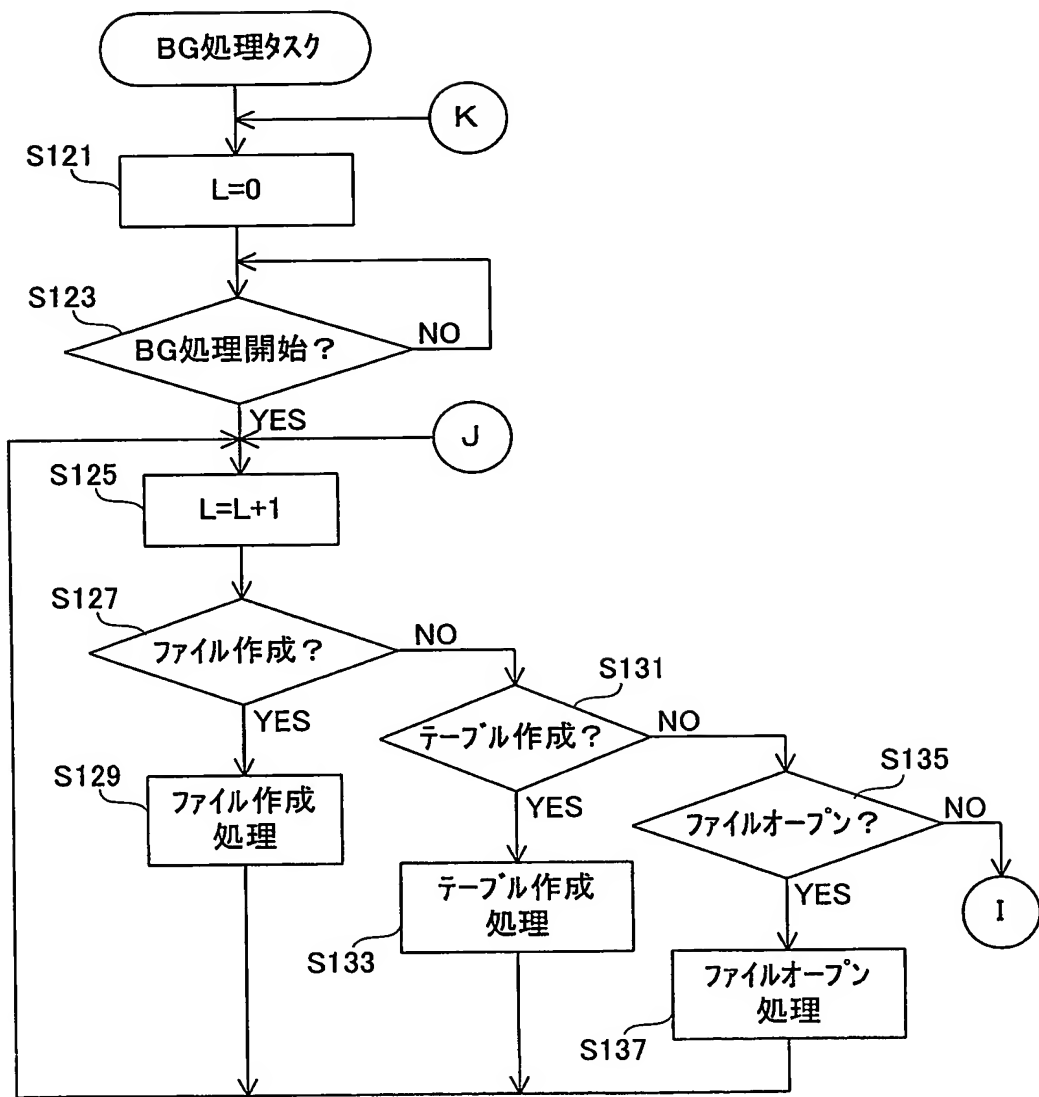 BG処理タスク
K
S121
L=0
S123
BG処理開始?
NO
YES
J
S125
L=L+1
S127
ファイル作成?
NO
YES
S131
テーブル作成?
NO
YES
S129
ファイル作成
処理
S135
ファイルオープン?
NO
YES
I
テーブル作成
処理
S133
ファイルオープン
処理
S137